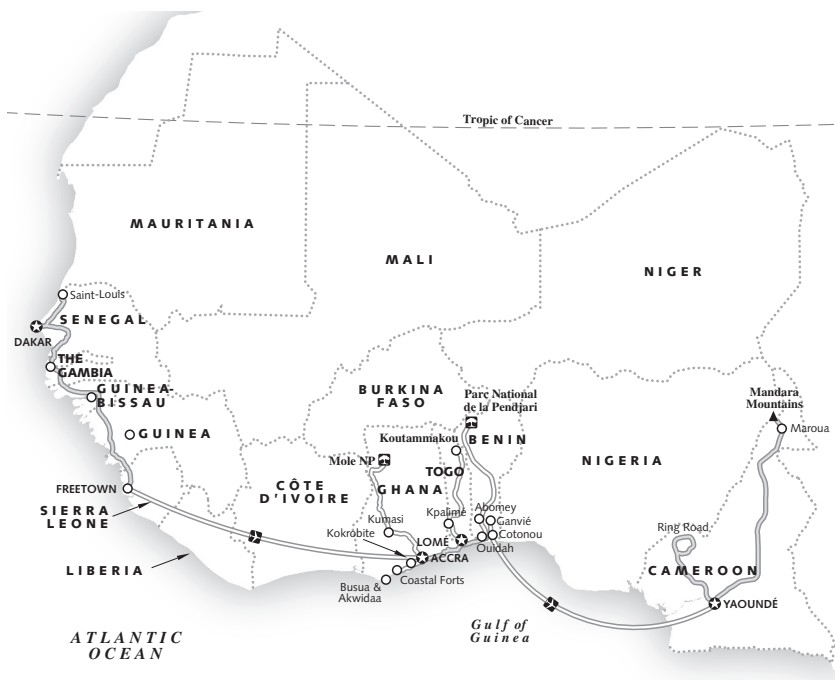 Tropic of Cancer
MAURITANIA
MALI
NIGER
Saint-Louis
SENEGAL
DAKAR
THE
GAMBIA
GUINEA-
BISSAU
GUINEA
FREETOWN
SIERRA
LEONE
LIBERIA
CÔTE
D'IVOIRE
BURKINA
FASO
Parc National
de la Pendjari
Koutammakou
BENIN
Mole NP
TOGO
GHANA
NIGERIA
Mandara
Mountains
Maroua
Kumasi
Kpalimé
Abomey
Ganvié
Cotonou
Ouidah
Kokrobite
LOMÉ
ACCRA
Coastal Forts
Busua &
Akwidaa
Ring Road
CAMEROON
YAOUNDÉ
Gulf of
Guinea
ATLANTIC
OCEAN